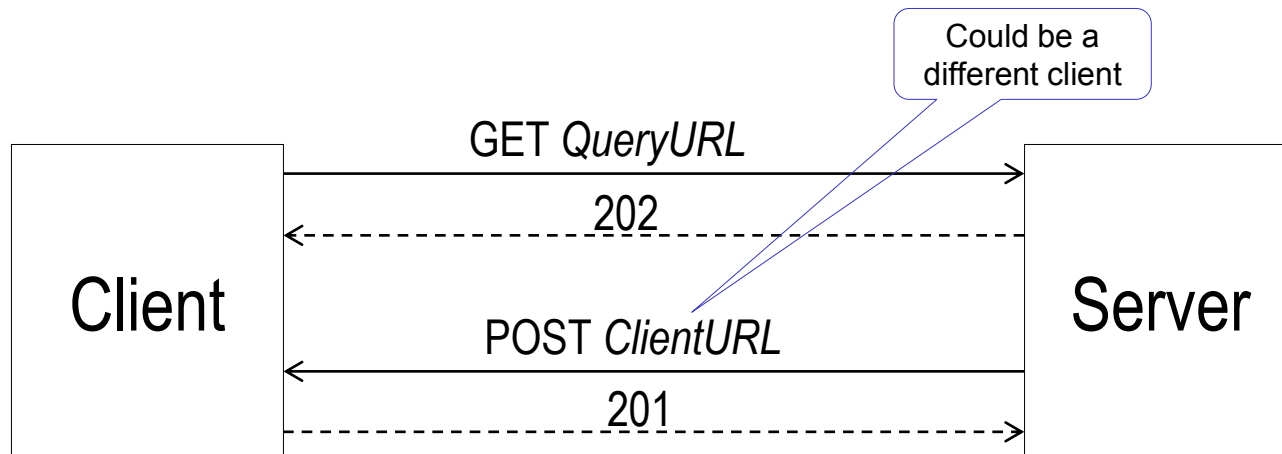 Could be a
different client
GET QueryURL
202
Client
Server
POST ClientURL
201